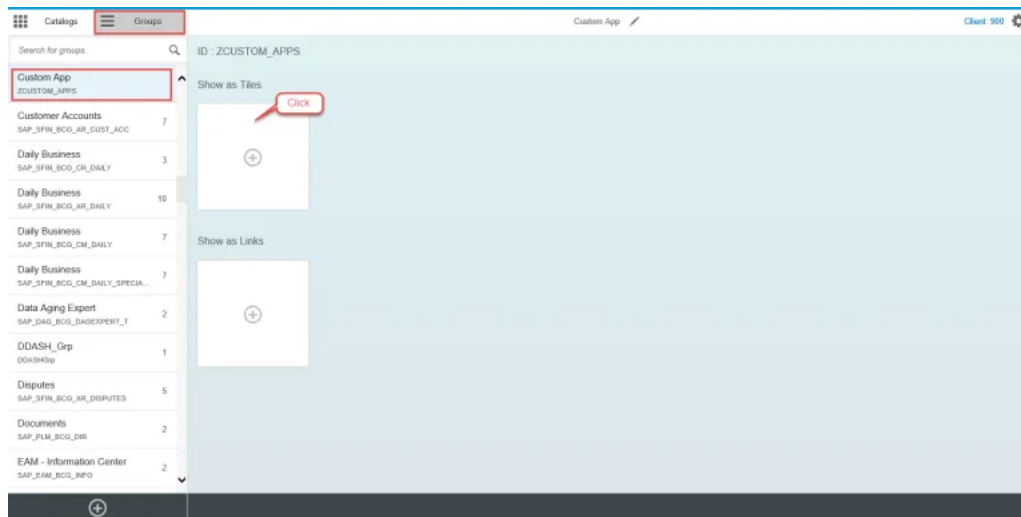 Catalogs Groups Custom App Client: 900
Search for groups
ID : ZCUSTOM_APPS
Custom App
ZCUSTOM_APPS
Show as Tiles
Click
Customer Accounts 7
SAP_SFIN_BCG_AR_CUST_ACC
Daily Business 3
SAP_SFIN_BCG_CR_DAILY
Daily Business 10
SAP_SFIN_BCG_AR_DAILY
Daily Business 7
SAP_SFIN_BCG_CM_DAILY
Show as Links
Daily Business 7
SAP_SFIN_BCG_CM_DAILY_SPECIA...
Data Aging Expert 2
SAP_DAG_BCG_DAGEXPERT_T
DDASH_Grp 1
DDASHGrp
Disputes 5
SAP_SFIN_BCG_AR_DISPUTES
Documents 2
SAP_PLM_BCG_DIR
EAM - Information Center 2
SAP_EAM_BCG_INFO